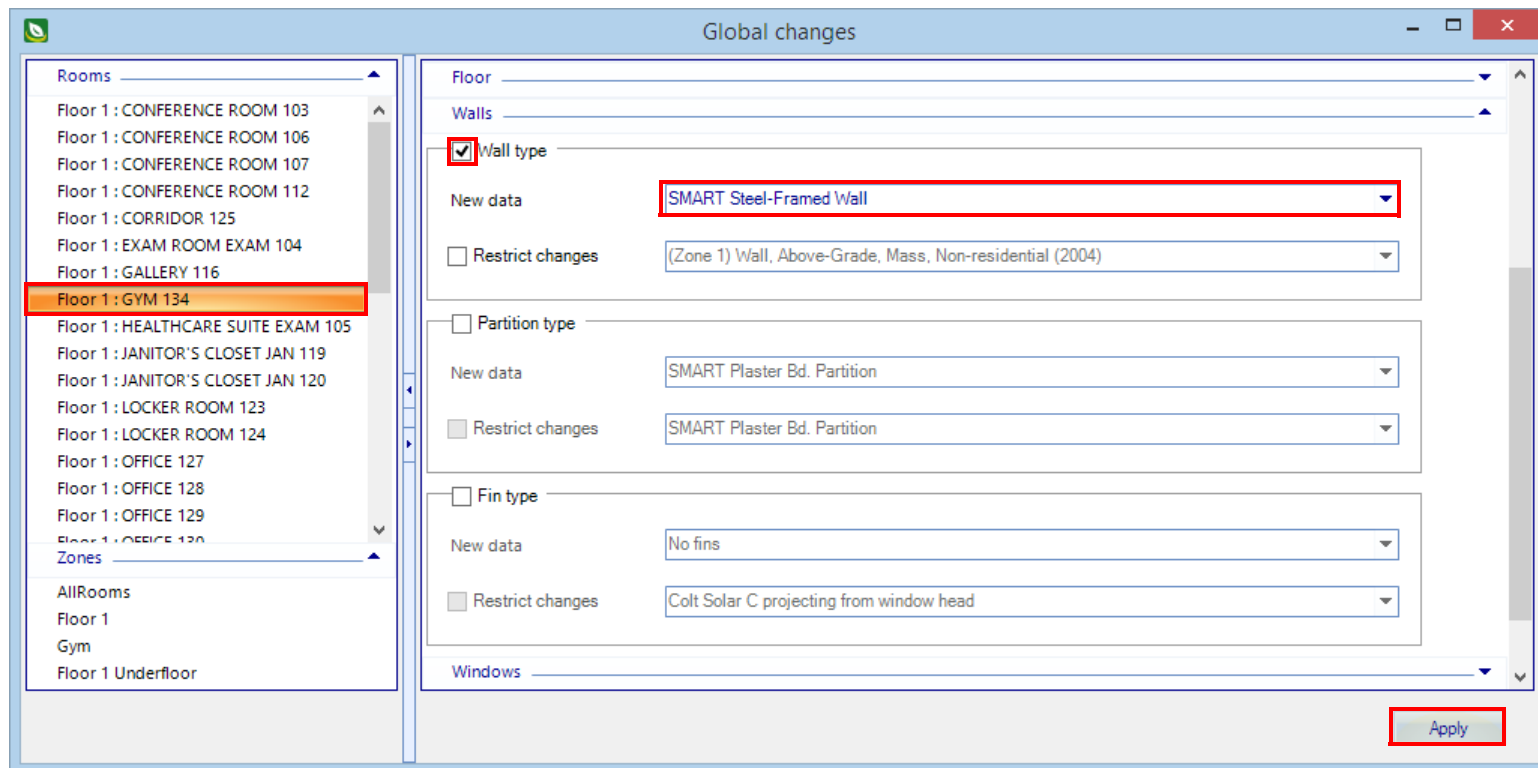 Global changes
Rooms
Floor 1 : CONFERENCE ROOM 103
Floor 1 : CONFERENCE ROOM 106
Floor 1 : CONFERENCE ROOM 107
Floor 1 : CONFERENCE ROOM 112
Floor 1 : CORRIDOR 125
Floor 1 : EXAM ROOM EXAM 104
Floor 1 : GALLERY 116
Floor 1 : GYM 134
Floor 1 : HEALTHCARE SUITE EXAM 105
Floor 1 : JANITOR'S CLOSET JAN 119
Floor 1 : JANITOR'S CLOSET JAN 120
Floor 1 : LOCKER ROOM 123
Floor 1 : LOCKER ROOM 124
Floor 1 : OFFICE 127
Floor 1 : OFFICE 128
Floor 1 : OFFICE 129
Floor 1 : OFFICE 130
Zones
AllRooms
Floor 1
Gym
Floor 1 Underfloor
Floor
Walls
Wall type
New data SMART Steel-Framed Wall
Restrict changes (Zone 1) Wall, Above-Grade, Mass, Non-residential (2004)
Partition type
New data SMART Plaster Bd. Partition
Restrict changes SMART Plaster Bd. Partition
Fin type
New data No fins
Restrict changes Colt Solar C projecting from window head
Windows
Apply